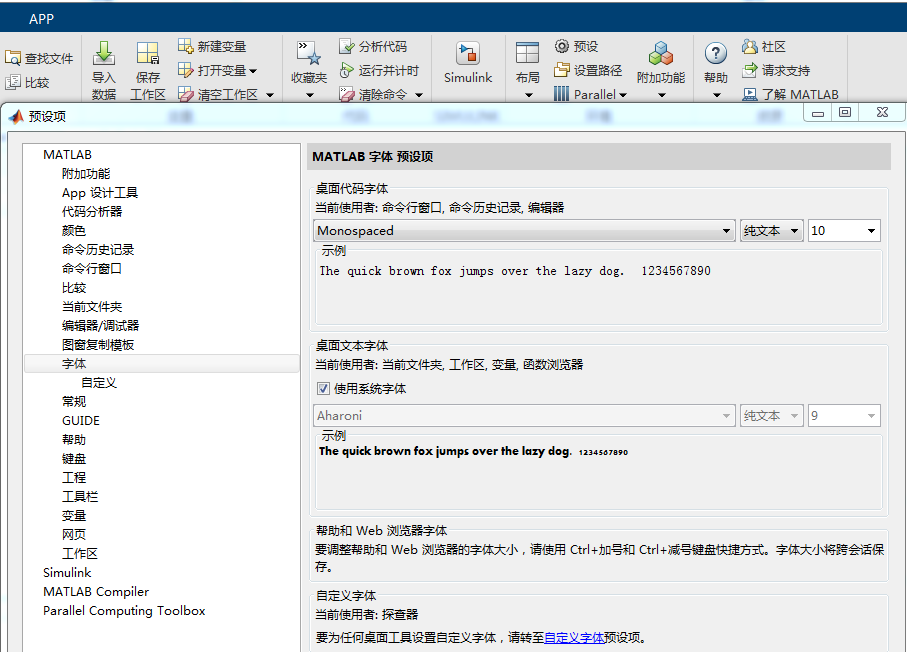 APP
查找文件
比较
导入
数据
保存
工作区
新建变量
打开变量
清空工作区
收藏夹
分析代码
运行并计时
清除命令
Simulink
布局
预设
设置路径
Parallel
附加功能
帮助
社区
请求支持
了解 MATLAB
预设项
MATLAB
附加功能
App 设计工具
代码分析器
颜色
命令历史记录
命令行窗口
比较
当前文件夹
编辑器/调试器
图窗复制模板
字体
自定义
常规
GUIDE
帮助
键盘
工程
工具栏
变量
网页
工作区
Simulink
MATLAB Compiler
Parallel Computing Toolbox
MATLAB 字体 预设项
桌面代码字体
当前使用者: 命令行窗口, 命令历史记录, 编辑器
Monospaced 纯文本 10
示例
The quick brown fox jumps over the lazy dog. 1234567890
桌面文本字体
当前使用者: 当前文件夹, 工作区, 变量, 函数浏览器
使用系统字体
Aharoni 纯文本 9
示例
The quick brown fox jumps over the lazy dog. 1234567890
帮助和 Web 浏览器字体
要调整帮助和 Web 浏览器的字体大小，请使用 Ctrl+加号和 Ctrl+减号键盘快捷方式。字体大小将跨会话保
存。
自定义字体
当前使用者: 探查器
要为任何桌面工具设置自定义字体，请转至自定义字体预设项。